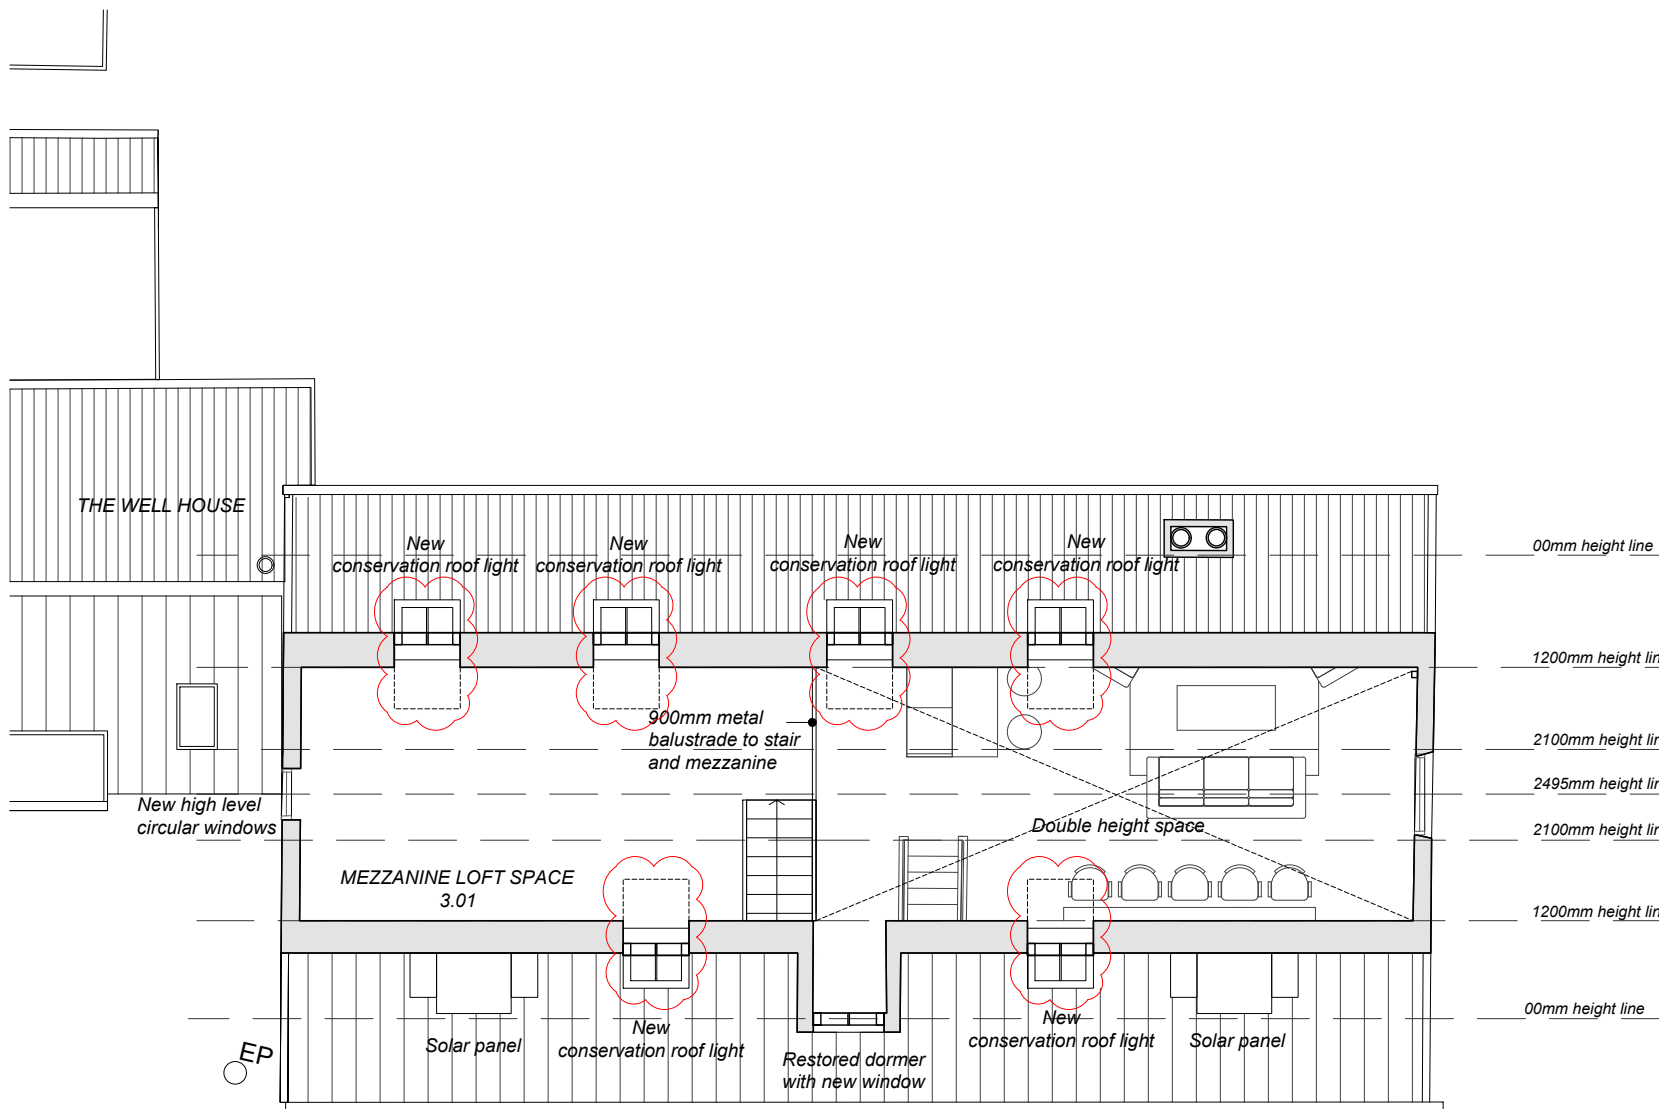 THE WELL HOUSE
New
conservation roof light
New
conservation roof light
New
conservation roof light
New
conservation roof light
00mm height line
1200mm height lin
900mm metal
balustrade to stair
and mezzanine
2100mm height lin
2495mm height lin
New high level
circular windows
Double height space
2100mm height lin
MEZZANINE LOFT SPACE
3.01
1200mm height lin
00mm height line
New
conservation roof light
New
conservation roof light
Solar panel
Solar panel
EP
Restored dormer
with new window